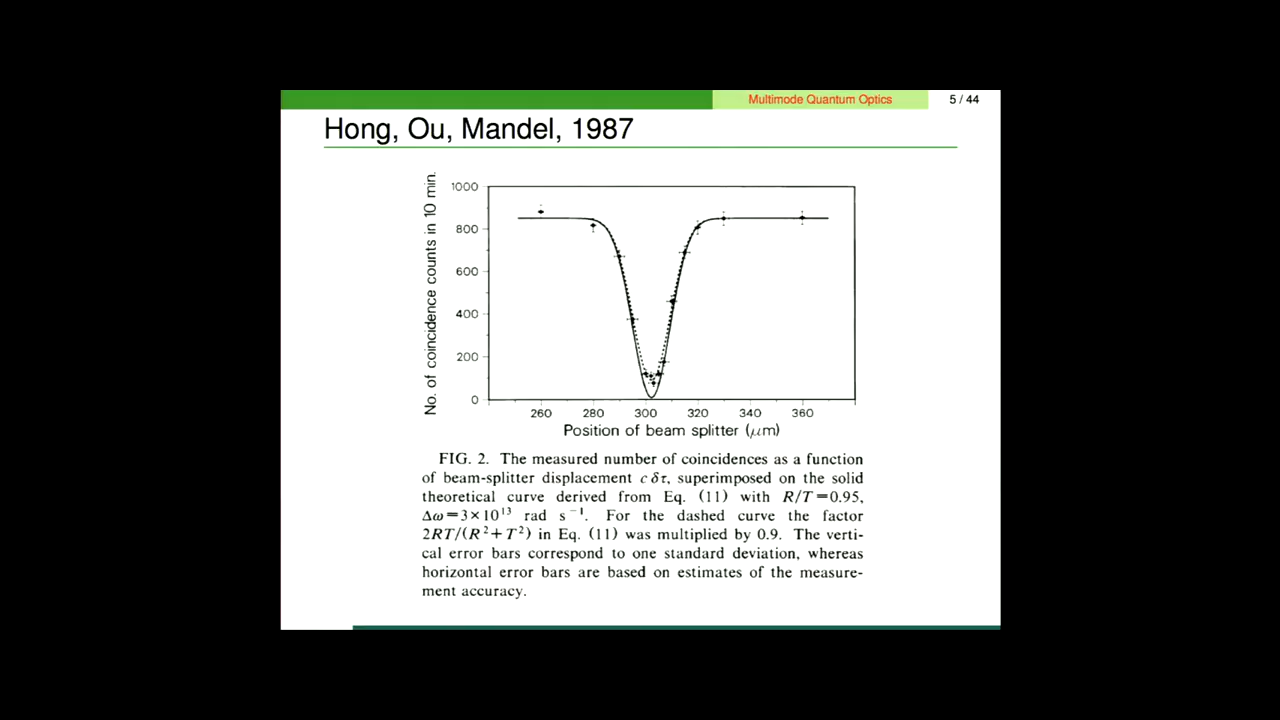 Multimode Quantum Optics
5 / 44
Hong, Ou, Mandel, 1987
No. of coincidence counts in 10 min.
1000
800
600
400
200
0
260 280 300 320 340 360
Position of beam splitter (μm)
FIG. 2. The measured number of coincidences as a function
of beam-splitter displacement c δτ, superimposed on the solid
theoretical curve derived from Eq. (11) with R/T=0.95,
Δω=3×10¹³ rad s⁻¹. For the dashed curve the factor
2RT/(R²+T²) in Eq. (11) was multiplied by 0.9. The verti-
cal error bars correspond to one standard deviation, whereas
horizontal error bars are based on estimates of the measure-
ment accuracy.